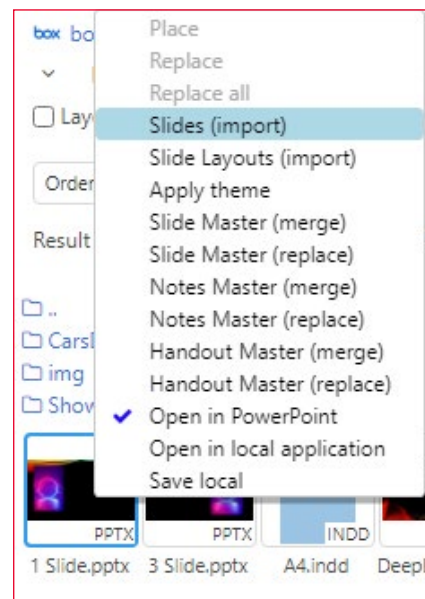 box bo
Place
Replace
Replace all
Slides (import)
Slide Layouts (import)
Apply theme
Slide Master (merge)
Slide Master (replace)
Notes Master (merge)
Notes Master (replace)
Handout Master (merge)
Handout Master (replace)
Open in PowerPoint
Open in local application
Save local
Lay
Order
Result
..
Cars
img
Show
PPTX
PPTX
INDD
1 Slide.pptx
3 Slide.pptx
A4.indd
Deepl